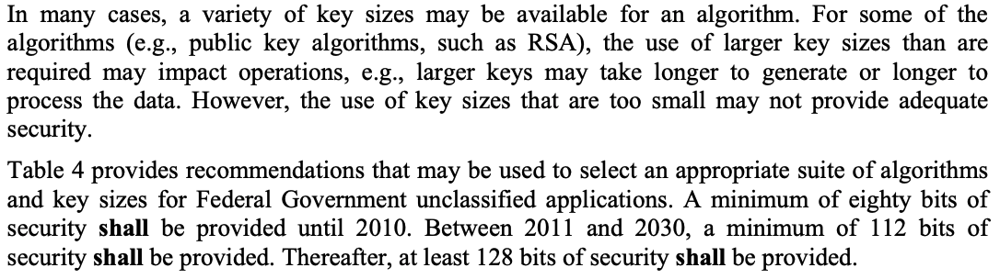 In many cases, a variety of key sizes may be available for an algorithm. For some of the
algorithms (e.g., public key algorithms, such as RSA), the use of larger key sizes than are
required may impact operations, e.g., larger keys may take longer to generate or longer to
process the data. However, the use of key sizes that are too small may not provide adequate
security.
Table 4 provides recommendations that may be used to select an appropriate suite of algorithms
and key sizes for Federal Government unclassified applications. A minimum of eighty bits of
security shall be provided until 2010. Between 2011 and 2030, a minimum of 112 bits of
security shall be provided. Thereafter, at least 128 bits of security shall be provided.